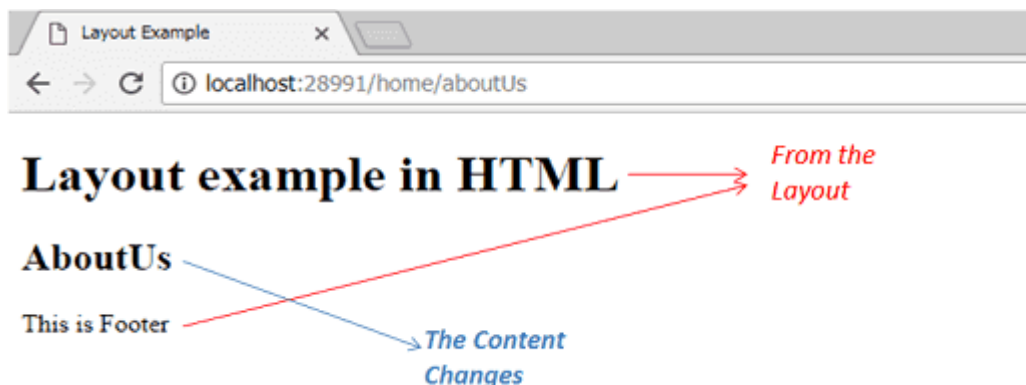 Layout Example
localhost:28991/home/aboutUs
Layout example in HTML
From the
Layout
AboutUs
This is Footer
The Content
Changes